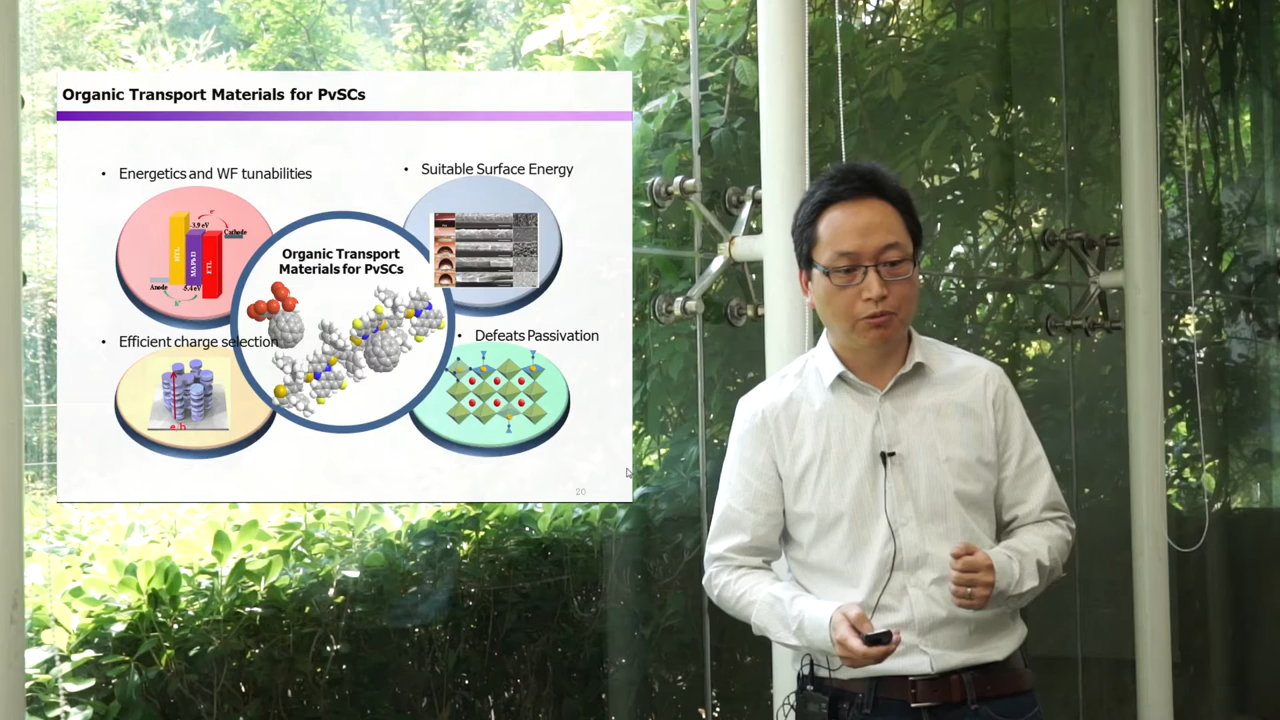 Organic Transport Materials for PvSCs
• Energetics and WF tunabilities
• Suitable Surface Energy
-3.9 eV
e-
Cathode
HTL
MAPbI3
ETL
Anode
-5.4 eV
h+
Organic Transport
Materials for PvSCs
• Efficient charge selection
• Defeats Passivation
e/h
20